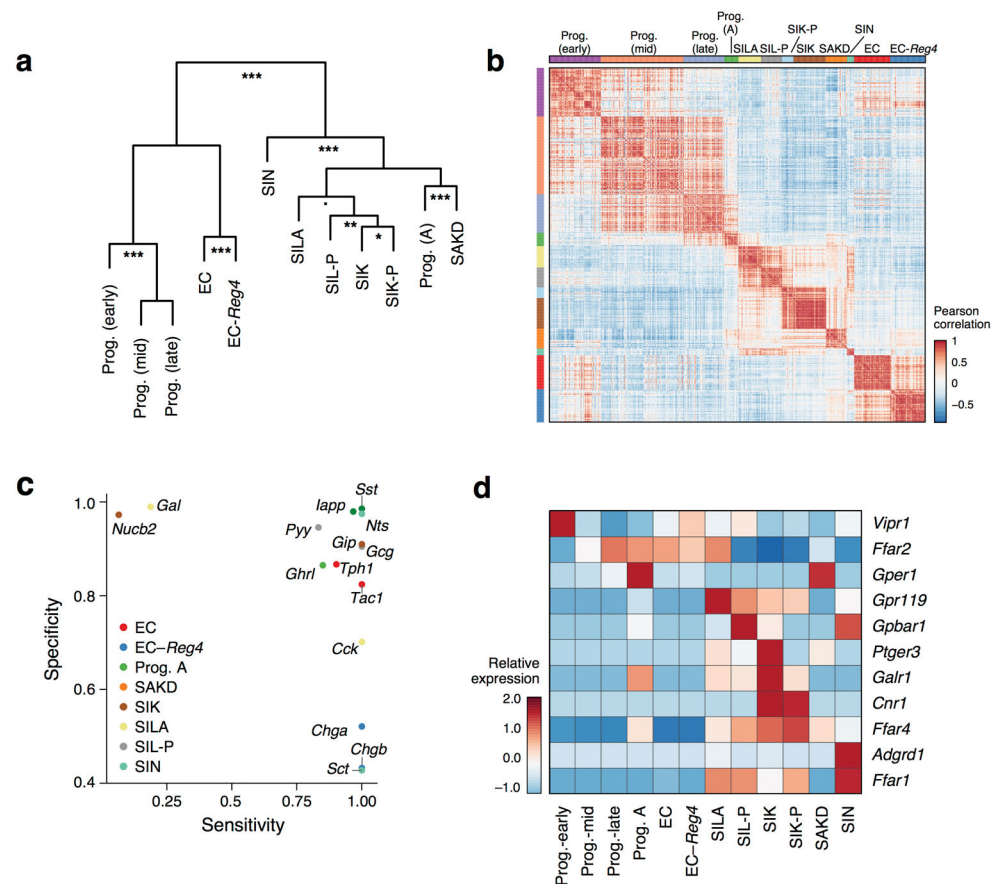 a
***
***
SIN
SILA
.
**
*
***
SIL-P
SIK
SIK-P
Prog. (A)
SAKD
***
EC
***
EC-Reg4
Prog. (early)
Prog. (mid)
Prog. (late)
b
Prog. (early)
Prog. (mid)
Prog. (late)
Prog. (A)
SILA
SIL-P
SIK-P
SIK
SAKD
SIN
EC
EC-Reg4
Pearson correlation
1
0.5
0
−0.5
c
Specificity
1.0
0.8
0.6
0.4
Sst
Gal
Iapp
Nucb2
Pyy
Nts
Gip
Gcg
Ghrl
Tph1
Tac1
Cck
Chga
Chgb
Sct
EC
EC–Reg4
Prog. A
SAKD
SIK
SILA
SIL-P
SIN
0.25
0.5
0.75
1.00
Sensitivity
d
Vipr1
Ffar2
Gper1
Gpr119
Gpbar1
Ptger3
Galr1
Cnr1
Ffar4
Adgrd1
Ffar1
Relative expression
2.0
1.0
0.0
−1.0
Prog.-early
Prog.-mid
Prog.-late
Prog. A
EC
EC–Reg4
SILA
SIL-P
SIK
SIK-P
SAKD
SIN